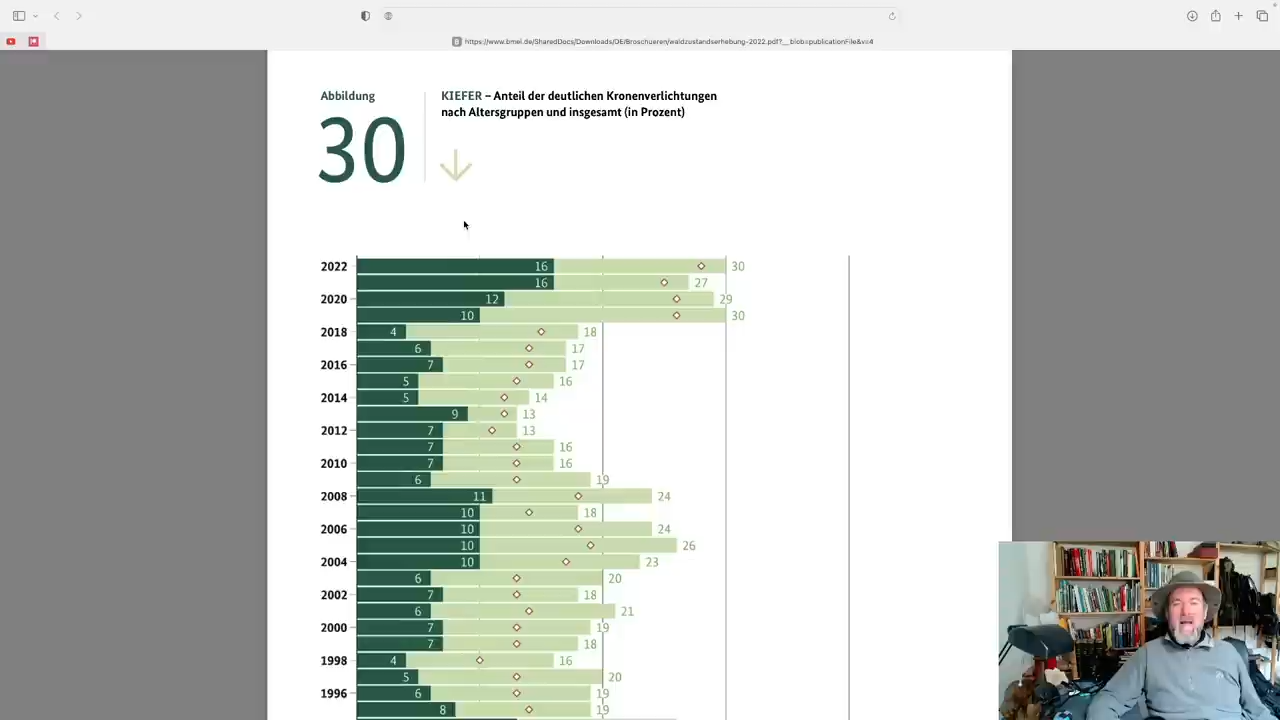 https://www.bmel.de/SharedDocs/Downloads/DE/Broschueren/waldzustandserhebung-2022.pdf?__blob=publicationFile&v=4
Abbildung
30
KIEFER – Anteil der deutlichen Kronenverlichtungen
nach Altersgruppen und insgesamt (in Prozent)
2022 16 30
16 27
2020 12 29
10 30
2018 4 18
6 17
2016 7 17
5 16
2014 5 14
9 13
2012 7 13
7 16
2010 7 16
6 19
2008 11 24
10 18
2006 10 24
10 26
2004 10 23
6 20
2002 7 18
6 21
2000 7 19
7 18
1998 4 16
5 20
1996 6 19
8 19